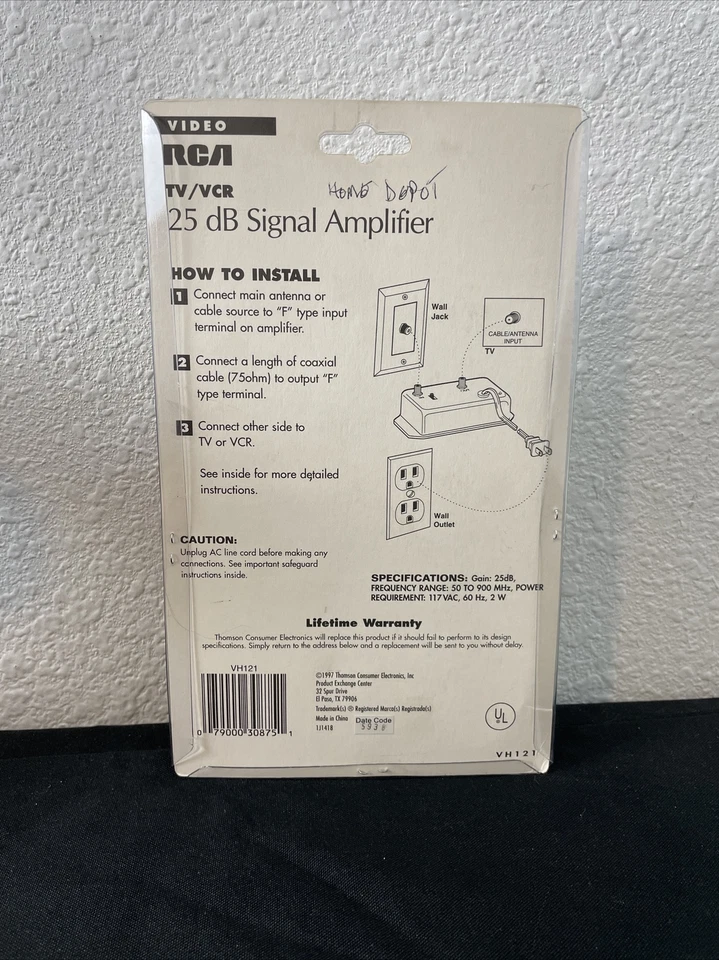 VIDEO
RCA
TV/VCR
HOME DEPOT
25 dB Signal Amplifier
HOW TO INSTALL
1 Connect main antenna or
cable source to "F" type input
terminal on amplifier.
2 Connect a length of coaxial
cable (75ohm) to output "F"
type terminal.
3 Connect other side to
TV or VCR.
See inside for more detailed
instructions.
Wall
Jack
CABLE/ANTENNA
INPUT
TV
Wall
Outlet
CAUTION:
Unplug AC line cord before making any
connections. See important safeguard
instructions inside.
SPECIFICATIONS: Gain: 25dB,
FREQUENCY RANGE: 50 TO 900 MHz, POWER
REQUIREMENT: 117VAC, 60 Hz, 2 W
Lifetime Warranty
Thomson Consumer Electronics will replace this product if it should fail to perform to its design
specifications. Simply return to the address below and a replacement will be sent to you without delay.
VH121
0 79000 30875 1
©1997 Thomson Consumer Electronics, Inc
Product Exchange Center
32 Spur Drive
El Paso, TX 79906
Trademark(s) ® Registered Marca(s) Registrada(s)
Made in China
1J1418
Date Code
UL
VH121